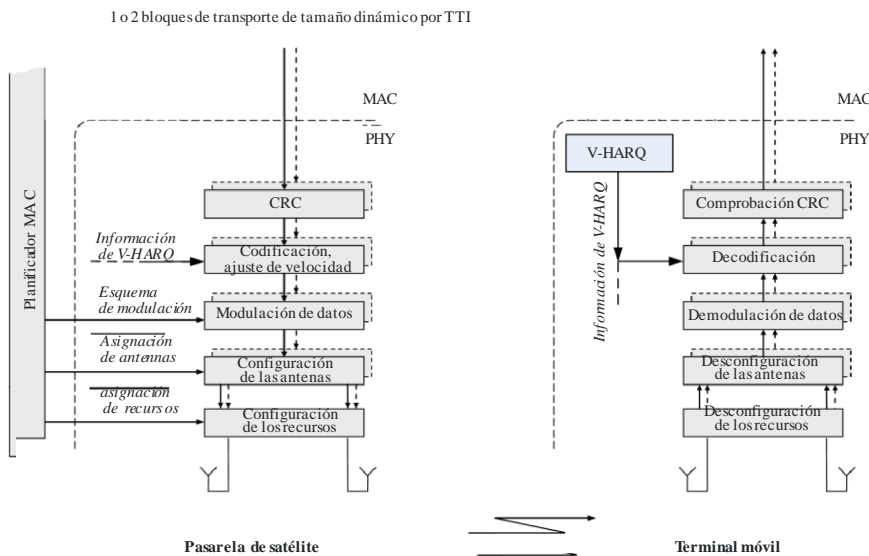 1 o 2 bloques de transporte de tamaño dinámico por TTI
MAC
PHY
Planificador MAC
CRC
Información
de V-HARQ
Codificación,
ajuste de velocidad
Esquema
de modulación
Modulación de datos
Asignación
de antennas
Configuración
de las antenas
asignación
de recursos
Configuración
de los recursos
Pasarela de satélite
MAC
PHY
V-HARQ
Información de V-HARQ
Comprobación CRC
Decodificación
Demodulación de datos
Desconfiguración
de las antenas
Desconfiguración
de los recursos
Terminal móvil